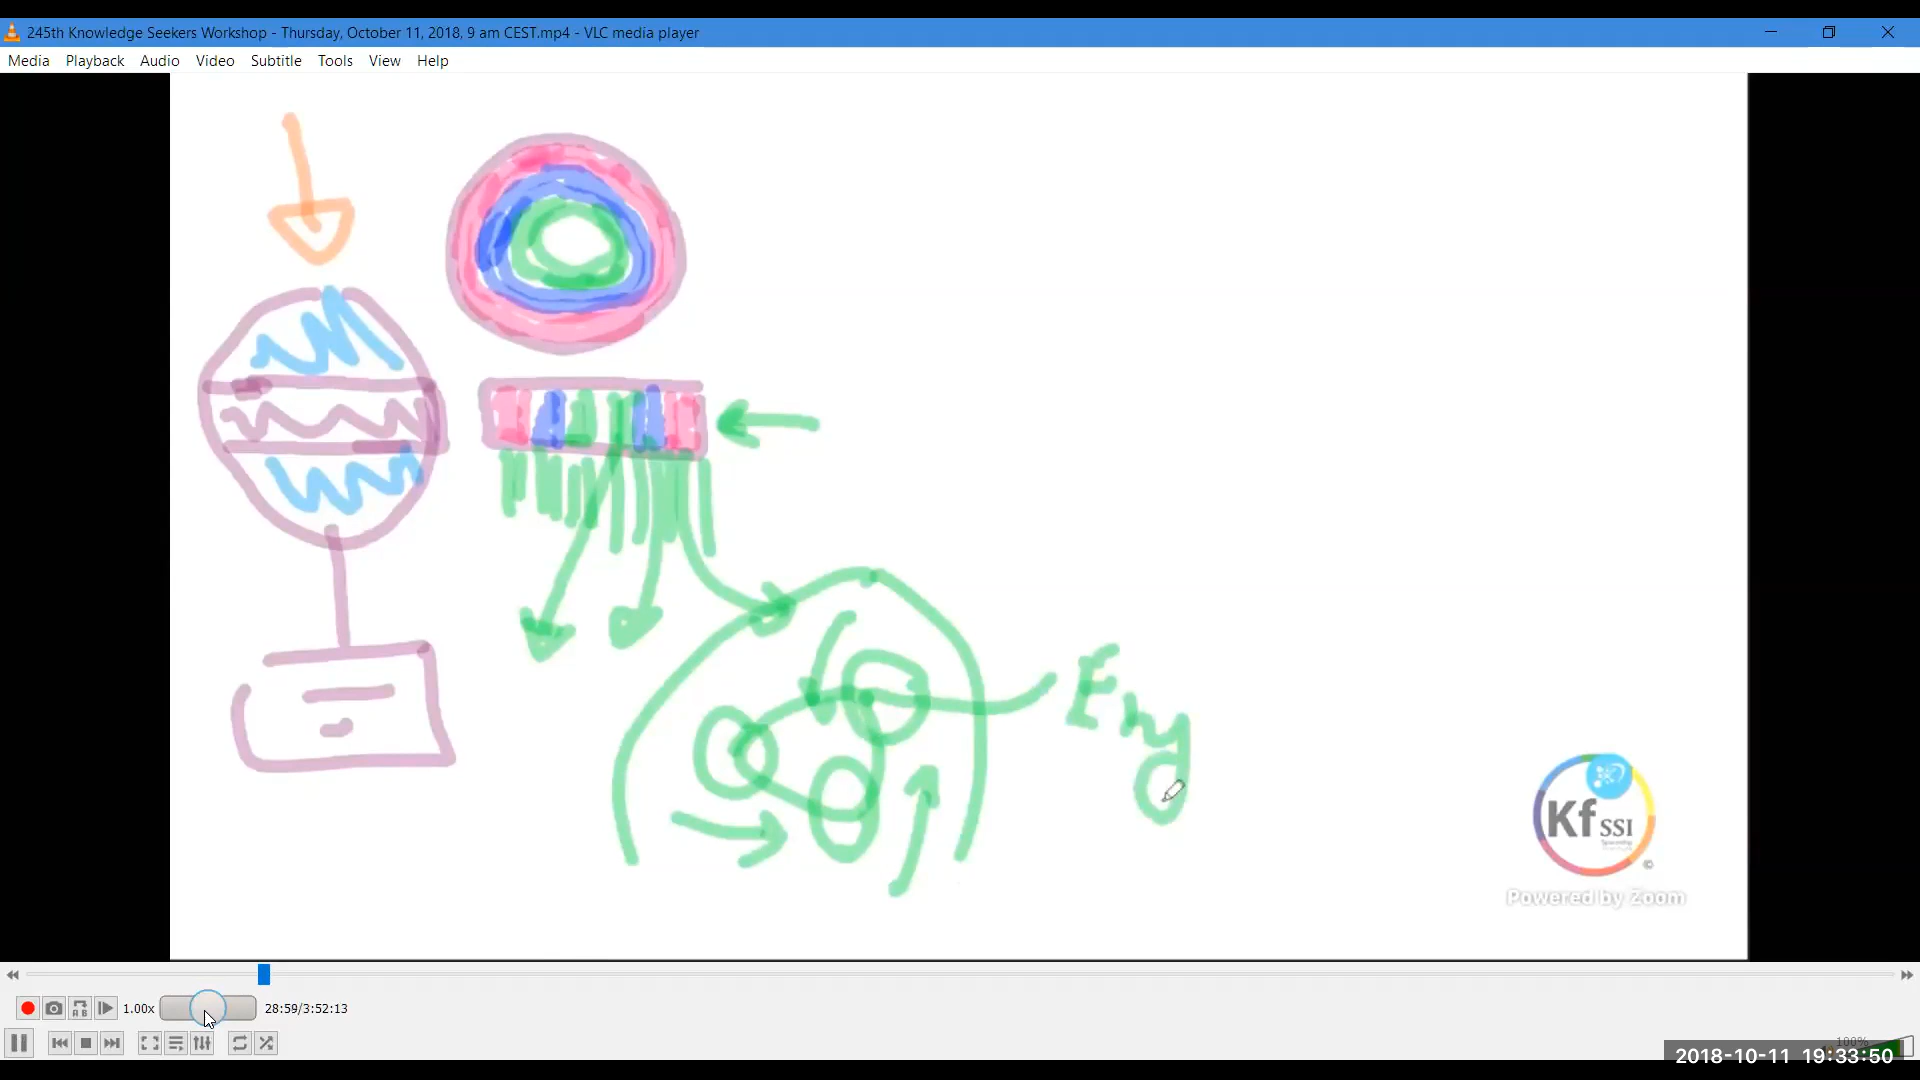 245th Knowledge Seekers Workshop - Thursday, October 11, 2018, 9 am CEST.mp4 - VLC media player
Media Playback Audio Video Subtitle Tools View Help
Eng
Kf SSI
©
Powered by Zoom
1.00x 28:59/3:52:13
100%
2018-10-11 19:33:50